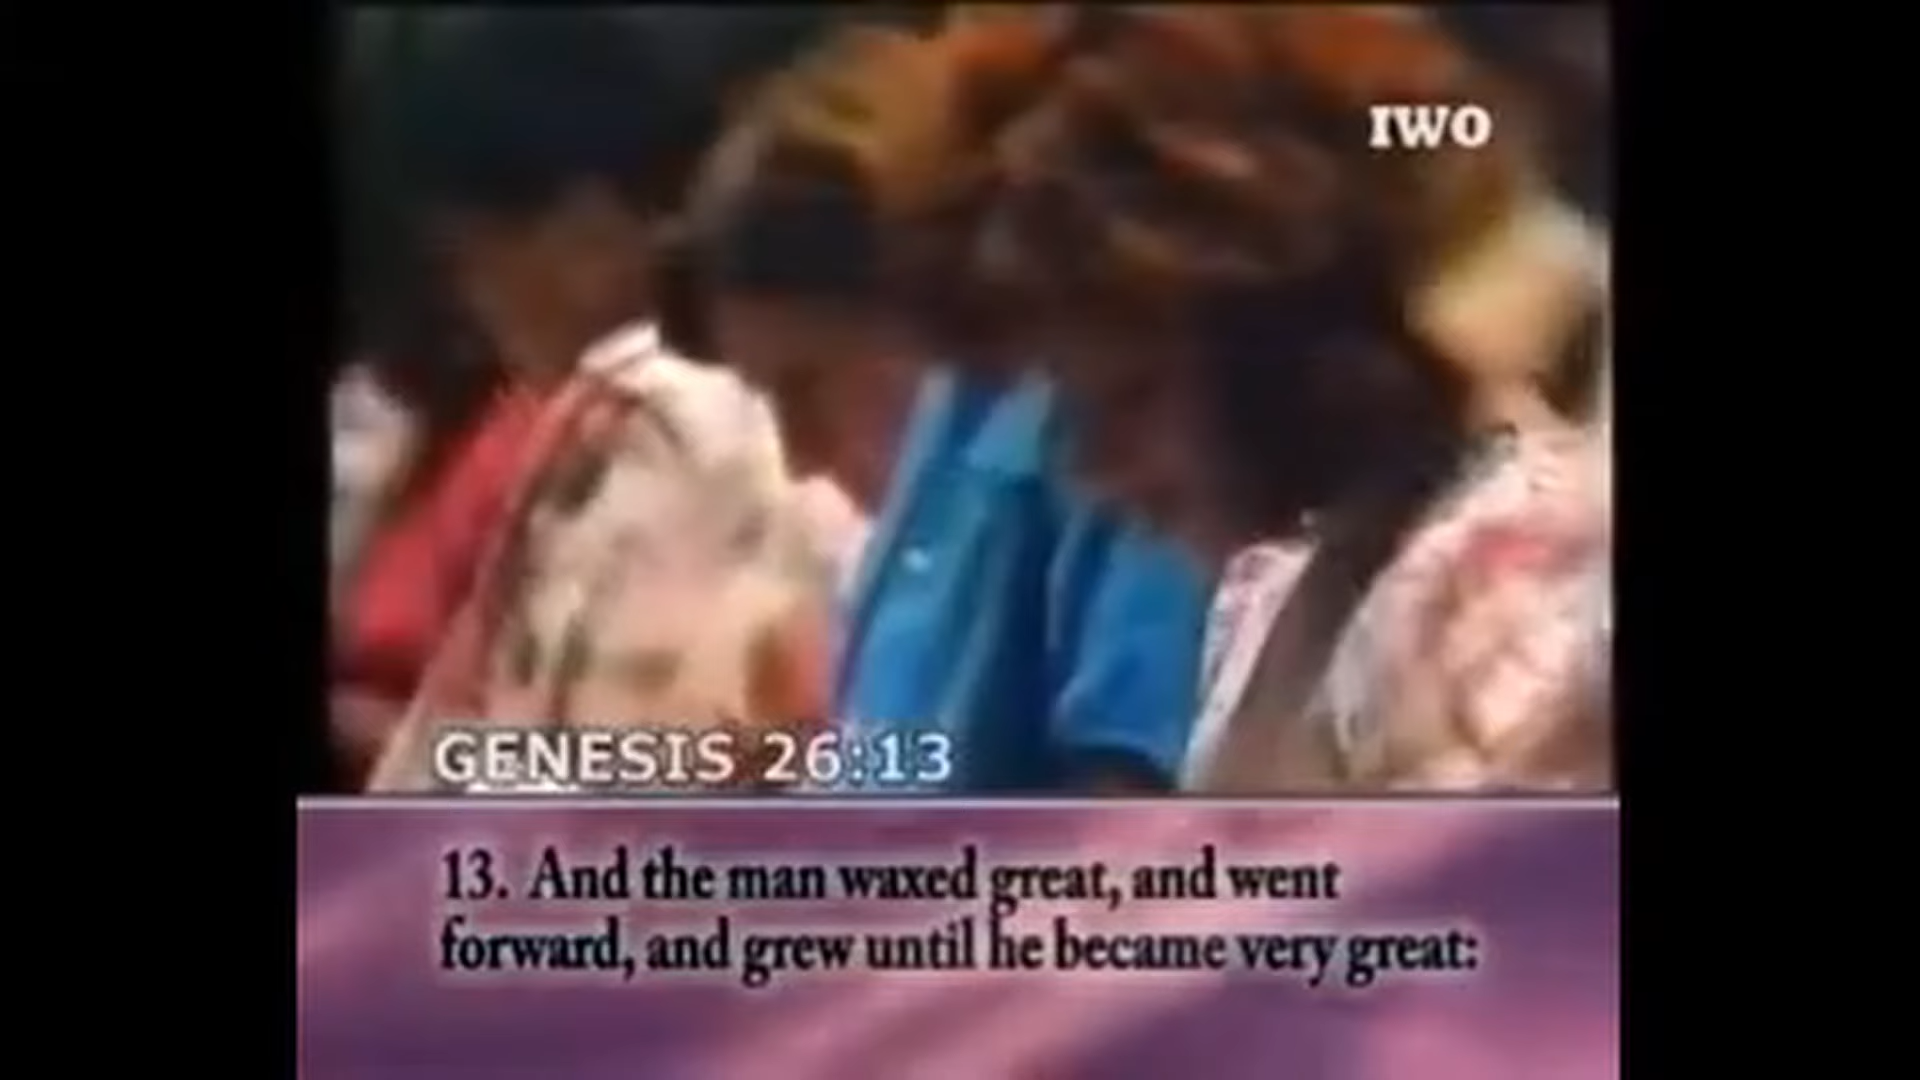 IWO
GENESIS 26:13
13. And the man waxed great, and went
forward, and grew until he became very great: